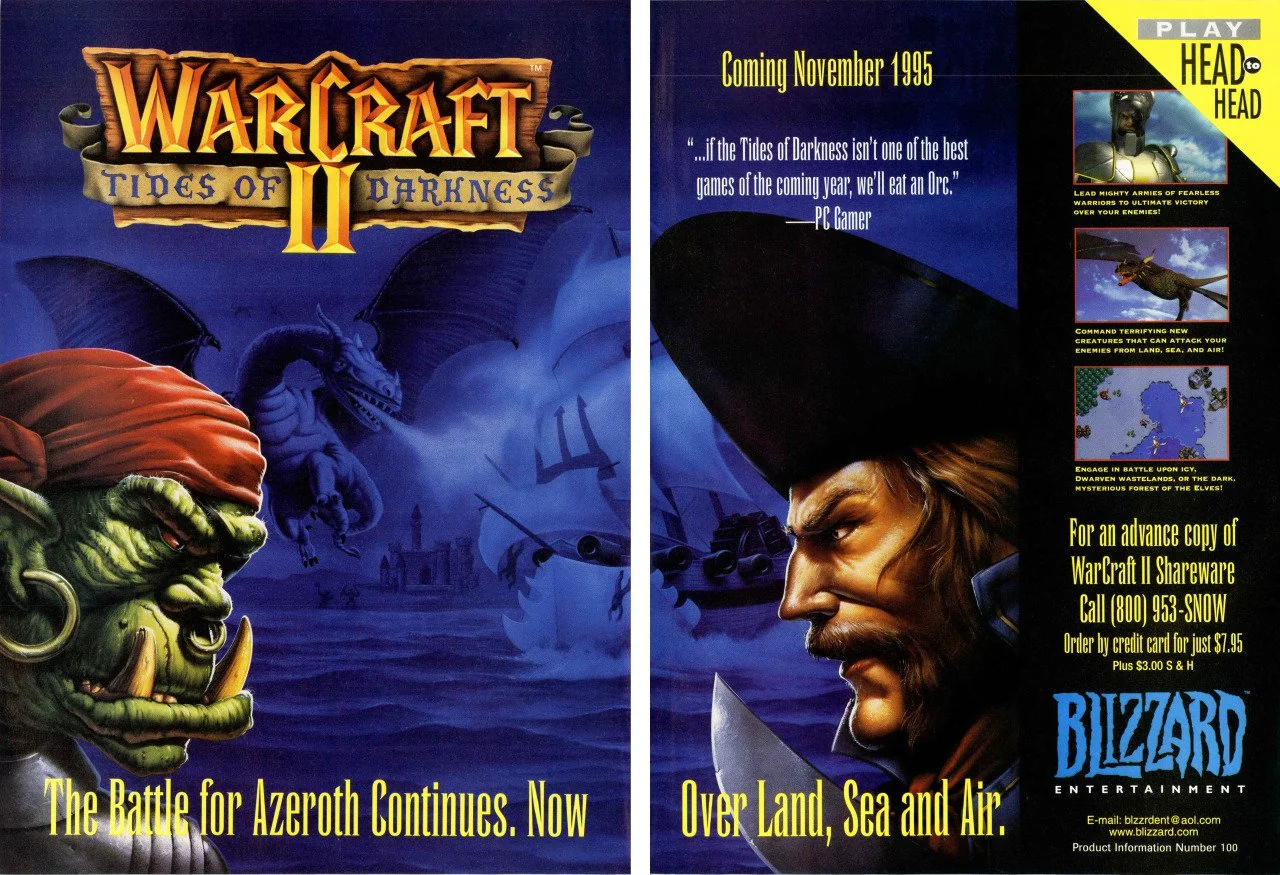 WARCRAFT™
II
TIDES OF DARKNESS
The Battle for Azeroth Continues. Now
Coming November 1995
“...if the Tides of Darkness isn't one of the best
games of the coming year, we'll eat an Orc.”
—PC Gamer
Over Land, Sea and Air.
PLAY
HEAD to
HEAD
LEAD MIGHTY ARMIES OF FEARLESS
WARRIORS TO ULTIMATE VICTORY
OVER YOUR ENEMIES!
COMMAND TERRIFYING NEW
CREATURES THAT CAN ATTACK YOUR
ENEMIES FROM LAND, SEA, AND AIR!
ENGAGE IN BATTLE UPON ICY,
DWARVEN WASTELANDS, OR THE DARK,
MYSTERIOUS FOREST OF THE ELVES!
For an advance copy of
WarCraft II Shareware
Call (800) 953-SNOW
Order by credit card for just $7.95
Plus $3.00 S & H
BLIZZARD™
ENTERTAINMENT
E-mail: blzzrdent@aol.com
www.blizzard.com
Product Information Number 100